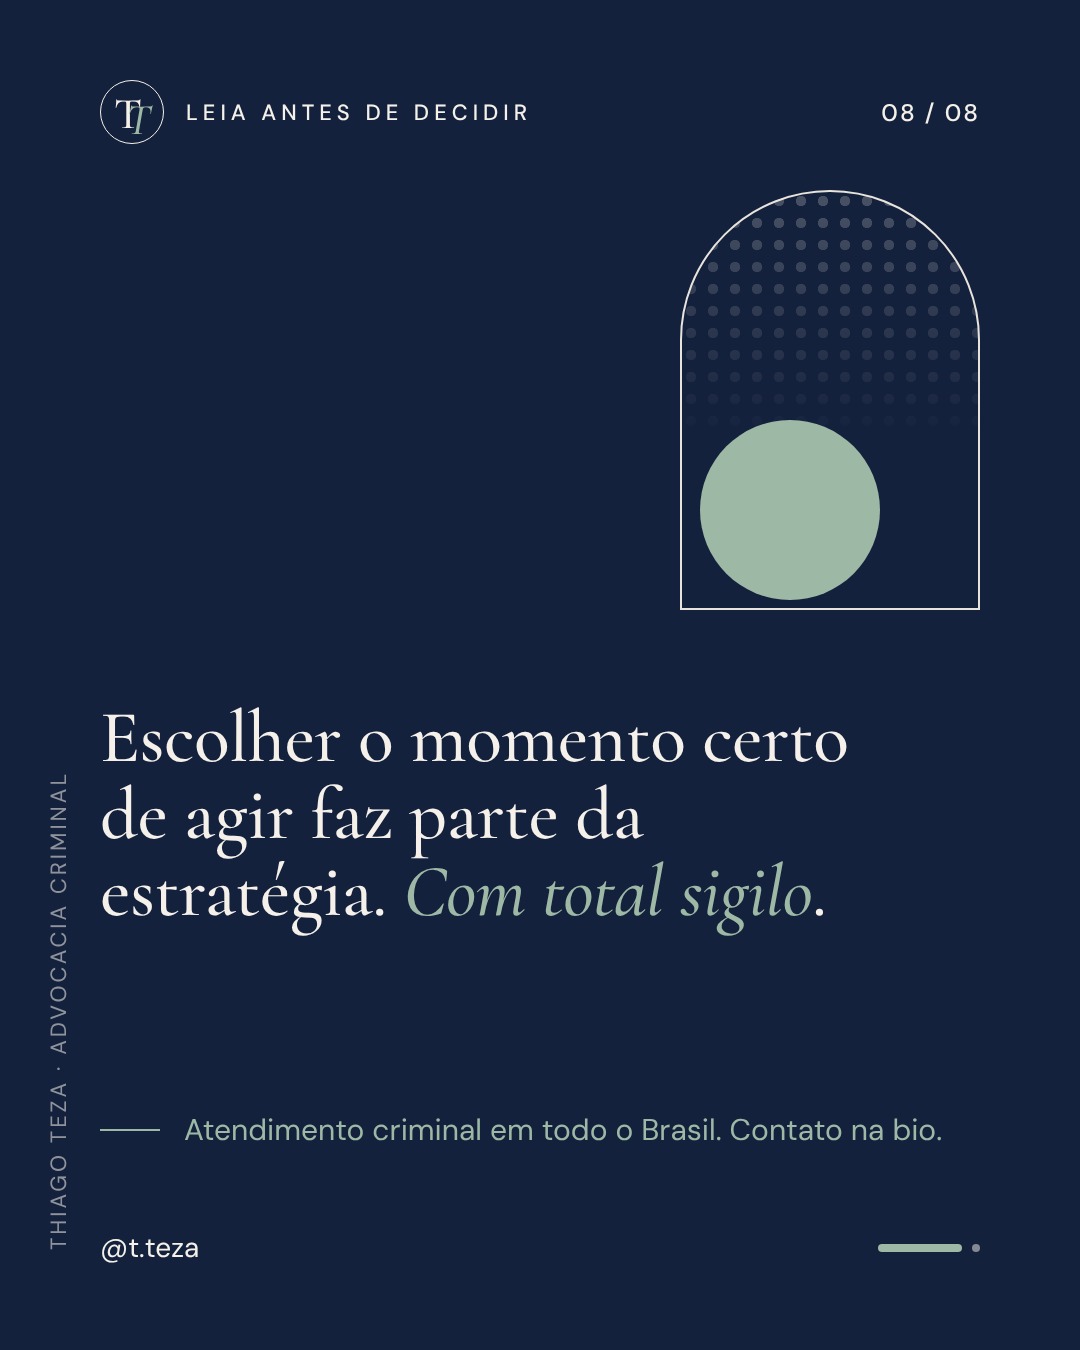 TT
LEIA ANTES DE DECIDIR
08 / 08
Escolher o momento certo
de agir faz parte da
estratégia. Com total sigilo.
THIAGO TEZA · ADVOCACIA CRIMINAL
Atendimento criminal em todo o Brasil. Contato na bio.
@t.teza